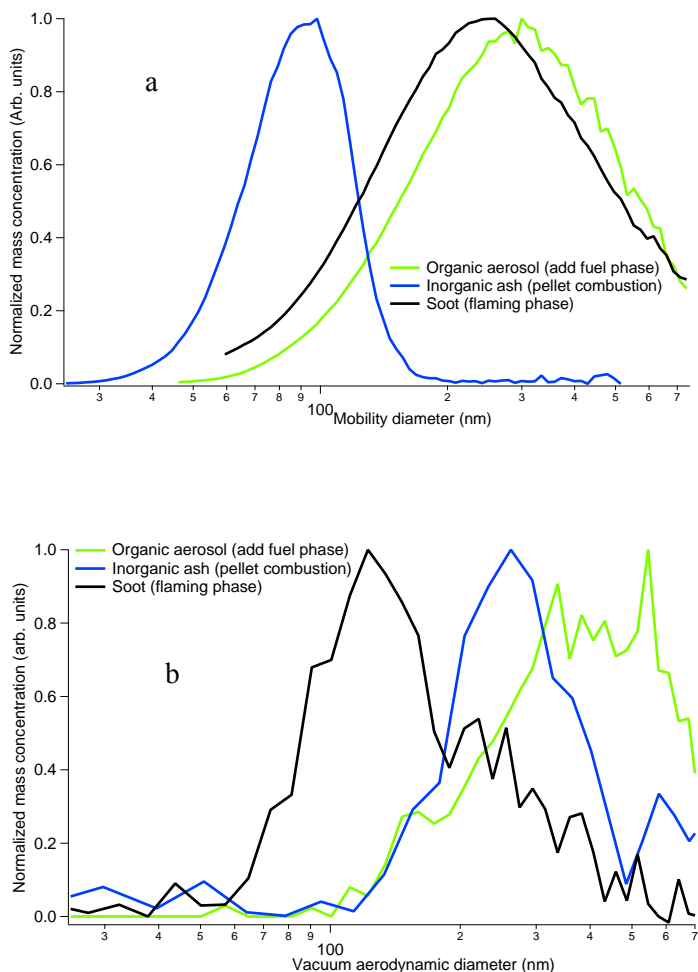 1.0
0.8
0.6
0.4
0.2
0.0
Normalized mass concentration (Arb. units)
a
Organic aerosol (add fuel phase)
Inorganic ash (pellet combustion)
Soot (flaming phase)
3 4 5 6 7 8 9 100 2 3 4 5 6 7
Mobility diameter (nm)
Organic aerosol (add fuel phase)
Inorganic ash (pellet combustion)
Soot (flaming phase)
1.0
0.8
0.6
0.4
0.2
0.0
Normalized mass concentration (arb. units)
b
3 4 5 6 7 8 9 100 2 3 4 5 6 7
Vacuum aerodynamic diameter (nm)